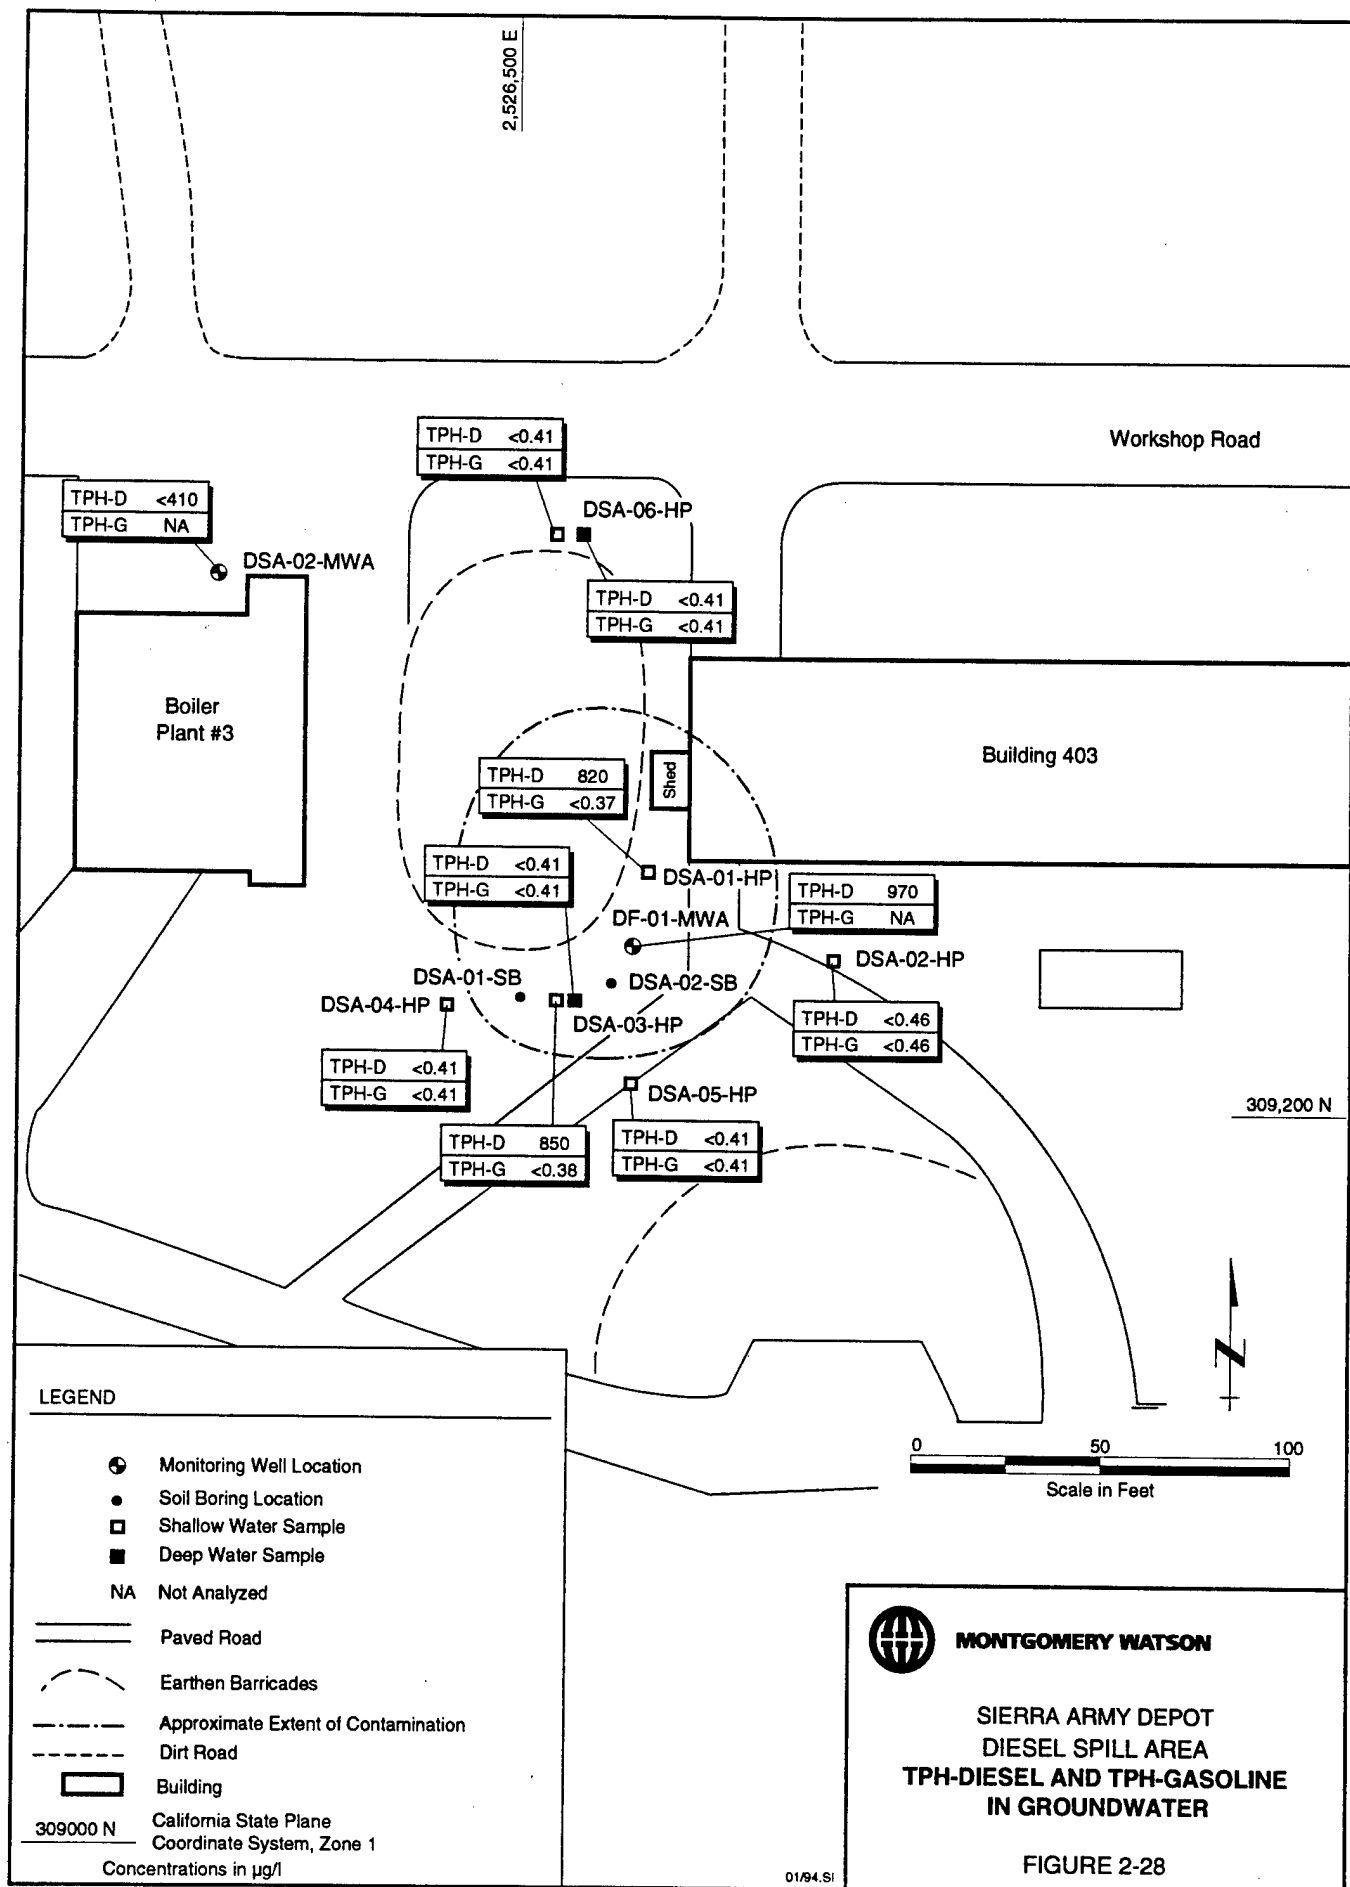 2,526,500 E
Workshop Road
TPH-D <0.41
TPH-G <0.41
TPH-D <410
TPH-G NA
DSA-06-HP
DSA-02-MWA
TPH-D <0.41
TPH-G <0.41
Boiler
Plant #3
Building 403
Shed
TPH-D 820
TPH-G <0.37
TPH-D <0.41
TPH-G <0.41
DSA-01-HP
TPH-D 970
TPH-G NA
DF-01-MWA
DSA-02-HP
DSA-01-SB
DSA-02-SB
DSA-04-HP
DSA-03-HP
TPH-D <0.46
TPH-G <0.46
TPH-D <0.41
TPH-G <0.41
DSA-05-HP
309,200 N
TPH-D 850
TPH-G <0.38
TPH-D <0.41
TPH-G <0.41
N
0 50 100
Scale in Feet
LEGEND
Monitoring Well Location
Soil Boring Location
Shallow Water Sample
Deep Water Sample
NA Not Analyzed
Paved Road
Earthen Barricades
Approximate Extent of Contamination
Dirt Road
Building
309000 N California State Plane
Coordinate System, Zone 1
Concentrations in µg/l
01/94.SI
MONTGOMERY WATSON
SIERRA ARMY DEPOT
DIESEL SPILL AREA
TPH-DIESEL AND TPH-GASOLINE
IN GROUNDWATER
FIGURE 2-28